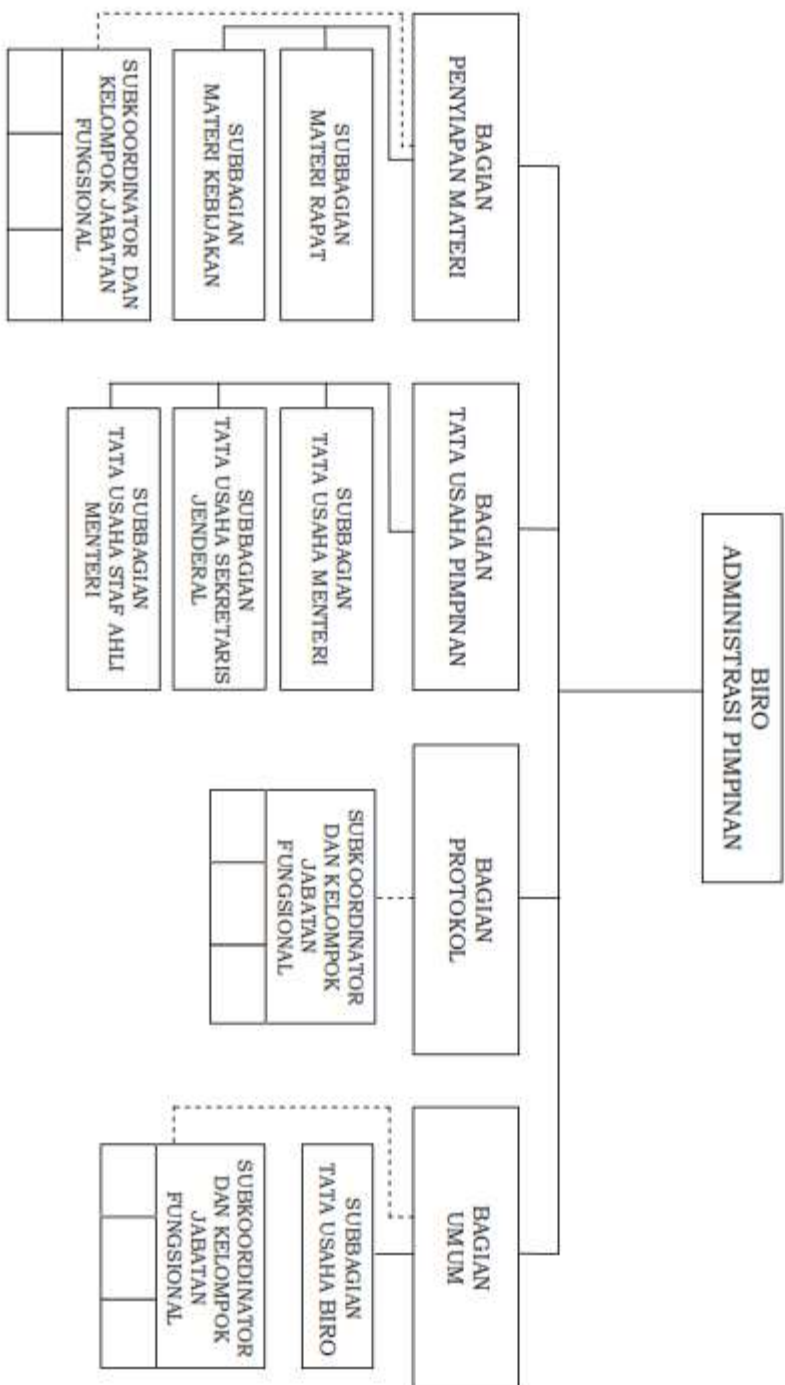 BIRO
ADMINISTRASI PIMPINAN
BAGIAN
PENYIAPAN MATERI
SUBBAGIAN
MATERI RAPAT
SUBBAGIAN
MATERI KEBIJAKAN
SUBKOORDINATOR DAN
KELOMPOK JABATAN
FUNGSIONAL
BAGIAN
TATA USAHA PIMPINAN
SUBBAGIAN
TATA USAHA MENTERI
SUBBAGIAN
TATA USAHA SEKRETARIS
JENDERAL
SUBBAGIAN
TATA USAHA STAF AHLI
MENTERI
BAGIAN
PROTOKOL
SUBKOORDINATOR
DAN KELOMPOK
JABATAN
FUNGSIONAL
BAGIAN
UMUM
SUBBAGIAN
TATA USAHA BIRO
SUBKOORDINATOR
DAN KELOMPOK
JABATAN
FUNGSIONAL